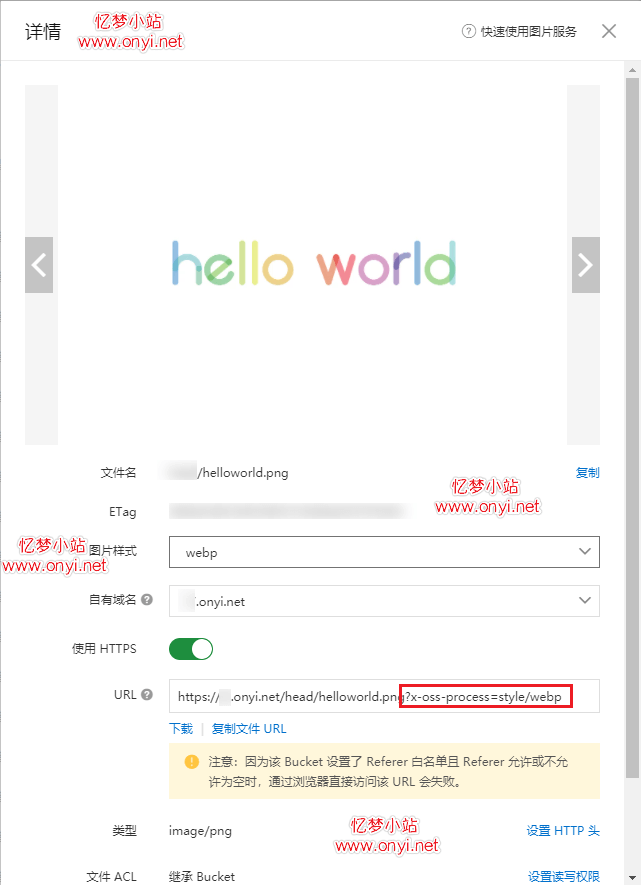 详情
忆梦小站
www.onyi.net
快速使用图片服务
hello world
文件名 /helloworld.png 复制
忆梦小站
www.onyi.net
ETag
忆梦小站
www.onyi.net
图片样式 webp
自有域名 .onyi.net
使用 HTTPS
URL https://.onyi.net/head/helloworld.png?x-oss-process=style/webp
下载 | 复制文件 URL
注意：因为该 Bucket 设置了 Referer 白名单且 Referer 允许或不允
许为空时，通过浏览器直接访问该 URL 会失败。
类型 image/png 设置 HTTP 头
忆梦小站
www.onyi.net
文件 ACL 继承 Bucket 设置读写权限